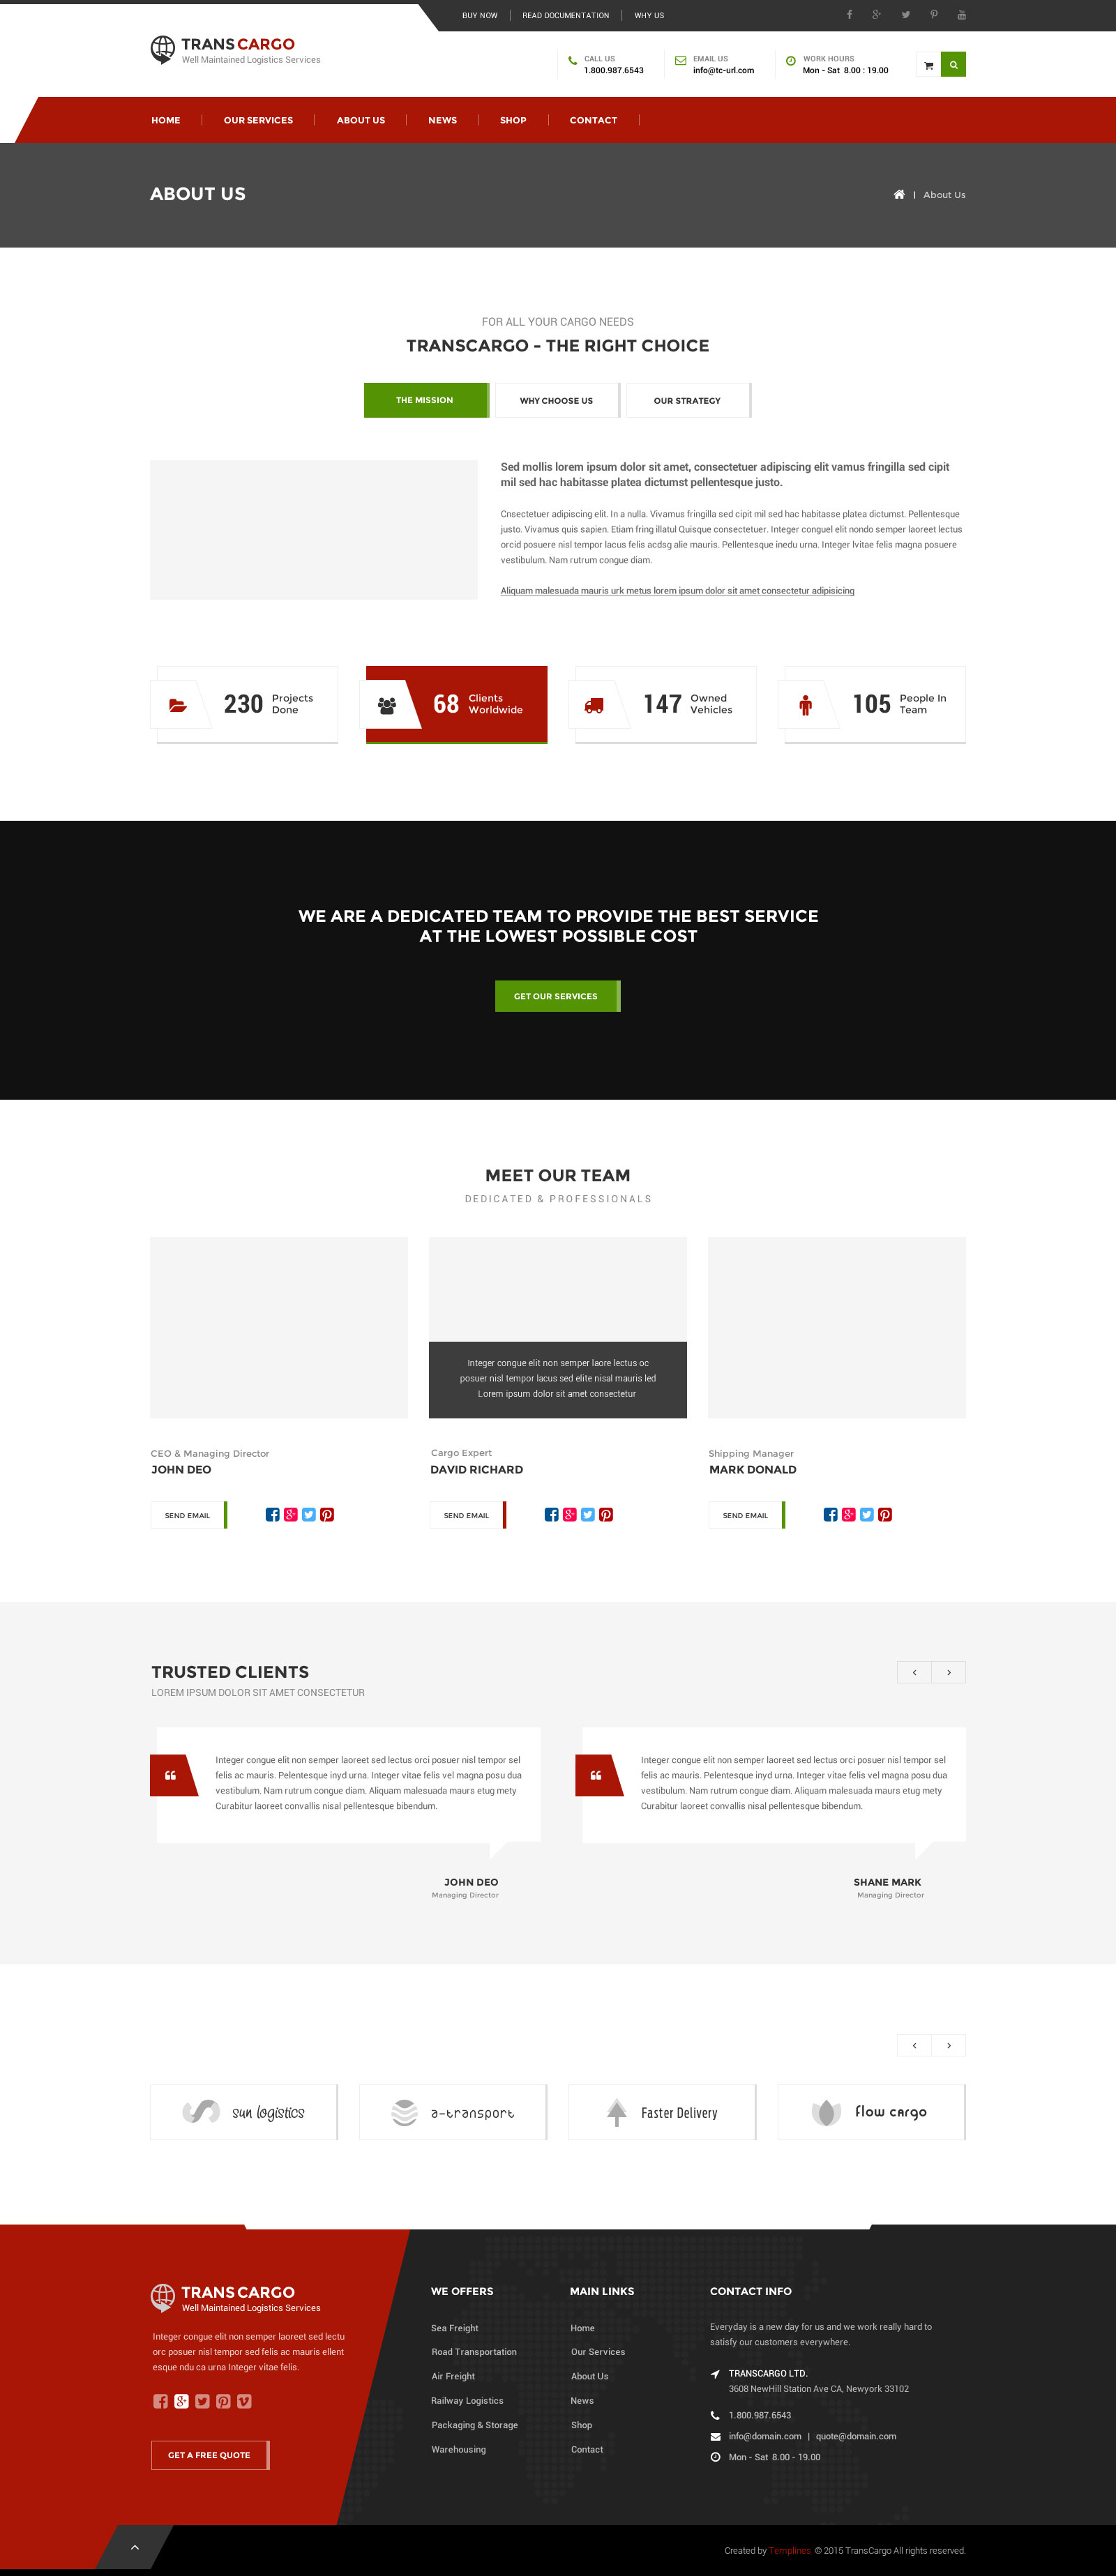 BUY NOW
READ DOCUMENTATION
WHY US
TRANS CARGO
Well Maintained Logistics Services
CALL US
1.800.987.6543
EMAIL US
info@tc-url.com
WORK HOURS
Mon - Sat 8.00 : 19.00
HOME
OUR SERVICES
ABOUT US
NEWS
SHOP
CONTACT
ABOUT US
| About Us
FOR ALL YOUR CARGO NEEDS
TRANSCARGO - THE RIGHT CHOICE
THE MISSION
WHY CHOOSE US
OUR STRATEGY
Sed mollis lorem ipsum dolor sit amet, consectetuer adipiscing elit vamus fringilla sed cipit
mil sed hac habitasse platea dictumst pellentesque justo.
Cnsectetuer adipiscing elit. In a nulla. Vivamus fringilla sed cipit mil sed hac habitasse platea dictumst. Pellentesque
justo. Vivamus quis sapien. Etiam fring illatul Quisque consectetuer. Integer conguel elit nondo semper laoreet lectus
orcid posuere nisl tempor lacus felis acdsg alie mauris. Pellentesque inedu urna. Integer lvitae felis magna posuere
vestibulum. Nam rutrum congue diam.
Aliquam malesuada mauris urk metus lorem ipsum dolor sit amet consectetur adipisicing
230
Projects
Done
68
Clients
Worldwide
147
Owned
Vehicles
105
People In
Team
WE ARE A DEDICATED TEAM TO PROVIDE THE BEST SERVICE
AT THE LOWEST POSSIBLE COST
GET OUR SERVICES
MEET OUR TEAM
DEDICATED & PROFESSIONALS
Integer congue elit non semper laore lectus oc
posuer nisl tempor lacus sed elite nisal mauris led
Lorem ipsum dolor sit amet consectetur
CEO & Managing Director
JOHN DEO
SEND EMAIL
Cargo Expert
DAVID RICHARD
SEND EMAIL
Shipping Manager
MARK DONALD
SEND EMAIL
TRUSTED CLIENTS
LOREM IPSUM DOLOR SIT AMET CONSECTETUR
Integer congue elit non semper laoreet sed lectus orci posuer nisl tempor sel
felis ac mauris. Pelentesque inyd urna. Integer vitae felis vel magna posu dua
vestibulum. Nam rutrum congue diam. Aliquam malesuada maurs etug mety
Curabitur laoreet convallis nisal pellentesque bibendum.
JOHN DEO
Managing Director
Integer congue elit non semper laoreet sed lectus orci posuer nisl tempor sel
felis ac mauris. Pelentesque inyd urna. Integer vitae felis vel magna posu dua
vestibulum. Nam rutrum congue diam. Aliquam malesuada maurs etug mety
Curabitur laoreet convallis nisal pellentesque bibendum.
SHANE MARK
Managing Director
sun logistics
a-transport
Faster Delivery
flow cargo
TRANS CARGO
Well Maintained Logistics Services
Integer congue elit non semper laoreet sed lectu
orc posuer nisl tempor sed felis ac mauris ellent
esque ndu ca urna Integer vitae felis.
GET A FREE QUOTE
WE OFFERS
Sea Freight
Road Transportation
Air Freight
Railway Logistics
Packaging & Storage
Warehousing
MAIN LINKS
Home
Our Services
About Us
News
Shop
Contact
CONTACT INFO
Everyday is a new day for us and we work really hard to
satisfy our customers everywhere.
TRANSCARGO LTD.
3608 NewHill Station Ave CA, Newyork 33102
1.800.987.6543
info@domain.com | quote@domain.com
Mon - Sat 8.00 - 19.00
Created by Templines © 2015 TransCargo All rights reserved.